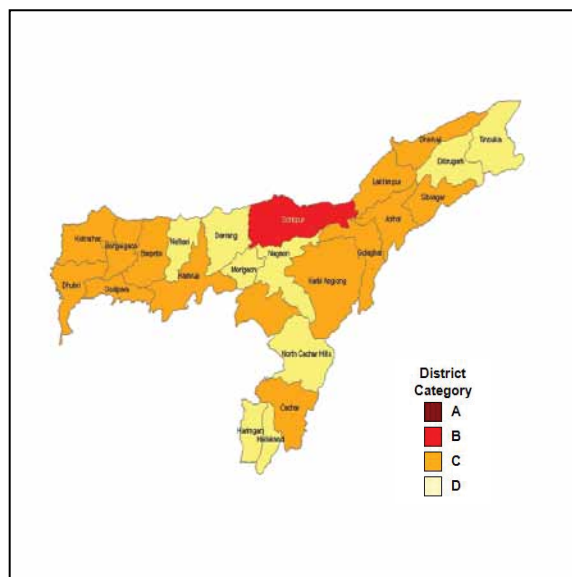 Dhemaji
Tinsukia
Dibrugarh
Lakhimpur
Sibsagar
Sonitpur
Jorhat
Kokrajhar
Bongaigaon
Barpeta
Nalbari
Darrang
Nagaon
Golaghat
Morigaon
Kamrup
Karbi Anglong
Dhubri
Goalpara
North Cachar Hills
Cachar
Karimganj
Hailakandi
District
Category
A
B
C
D